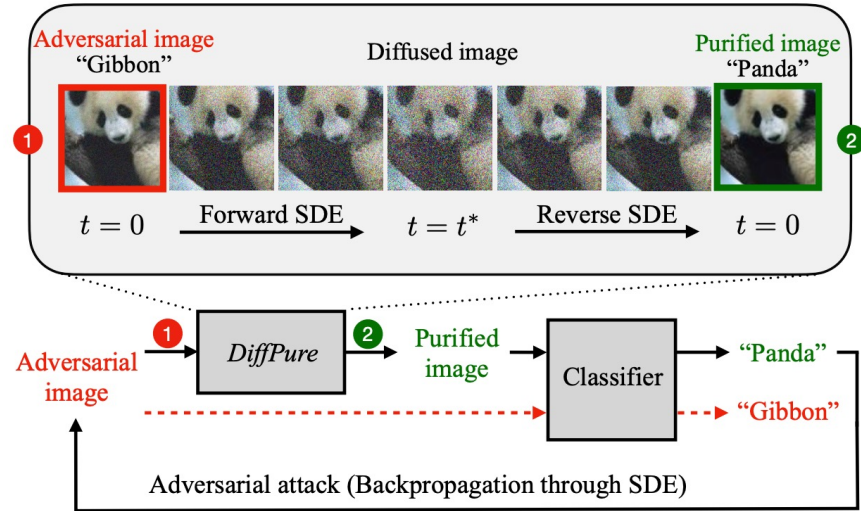 Adversarial image
“Gibbon”
Diffused image
Purified image
“Panda”
1
2
t = 0
Forward SDE
t = t*
Reverse SDE
t = 0
1
2
Adversarial
image
DiffPure
Purified
image
Classifier
“Panda”
“Gibbon”
Adversarial attack (Backpropagation through SDE)